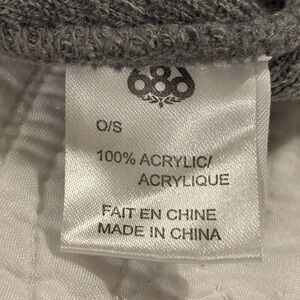 686
O/S
100% ACRYLIC/
ACRYLIQUE
FAIT EN CHINE
MADE IN CHINA